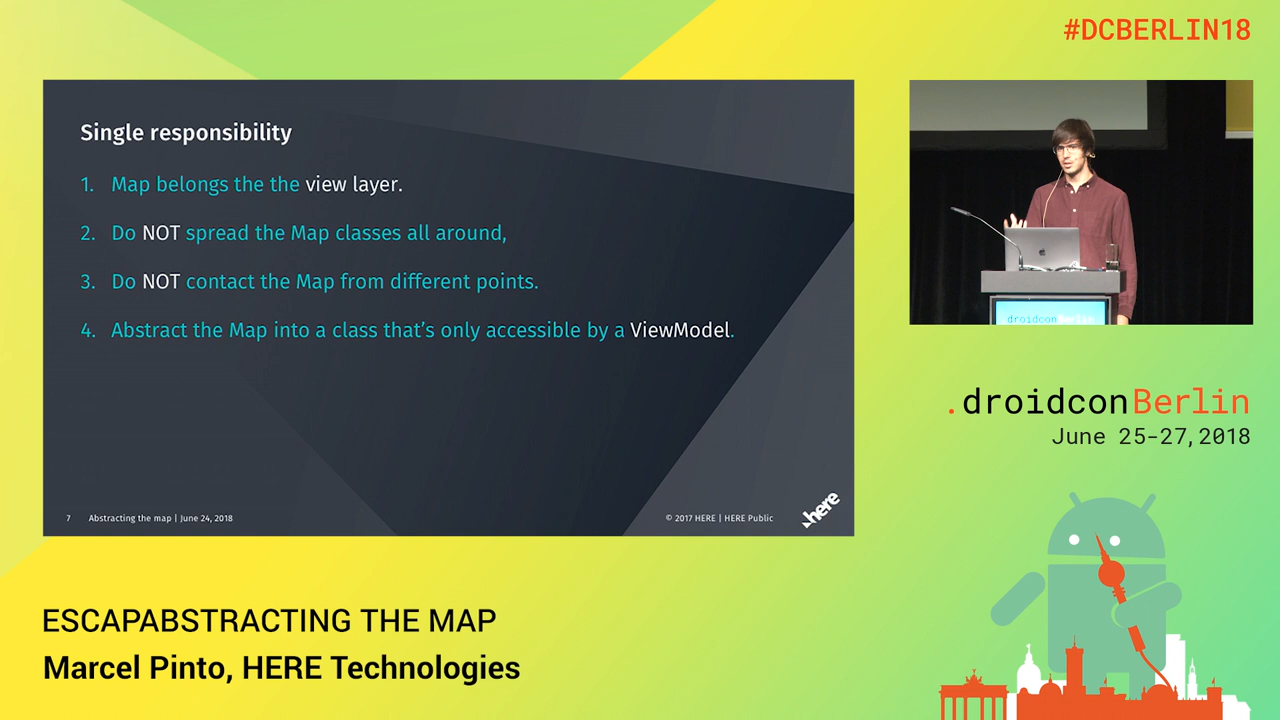 #DCBERLIN18
Single responsibility
1. Map belongs the the view layer.
2. Do NOT spread the Map classes all around,
3. Do NOT contact the Map from different points.
4. Abstract the Map into a class that's only accessible by a ViewModel.
7 Abstracting the map | June 24, 2018
© 2017 HERE | HERE Public
here
droidcon Berlin
.droidconBerlin
June 25-27, 2018
ESCAPABSTRACTING THE MAP
Marcel Pinto, HERE Technologies